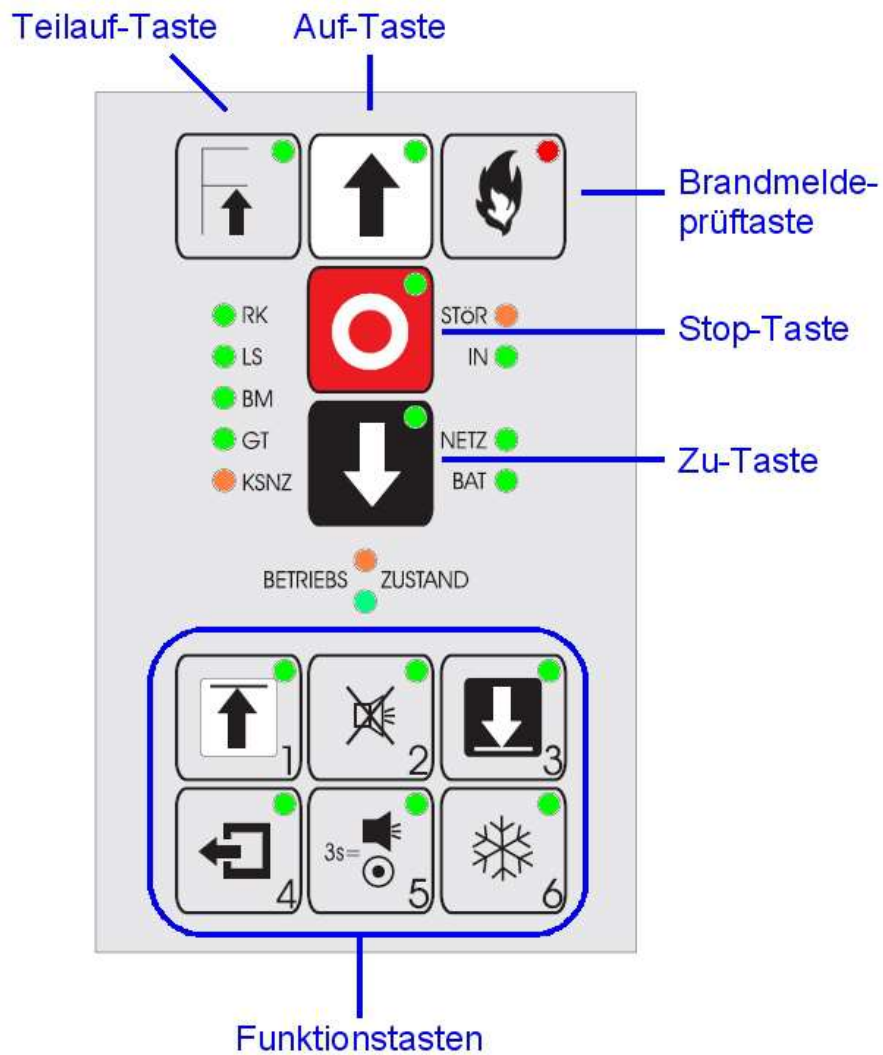 Teilauf-Taste
Auf-Taste
Brandmelde-
prüftaste
RK
STöR
Stop-Taste
LS
IN
BM
GT
NETZ
Zu-Taste
KSNZ
BAT
BETRIEBS ZUSTAND
1
2
3
4
3s=
5
6
Funktionstasten